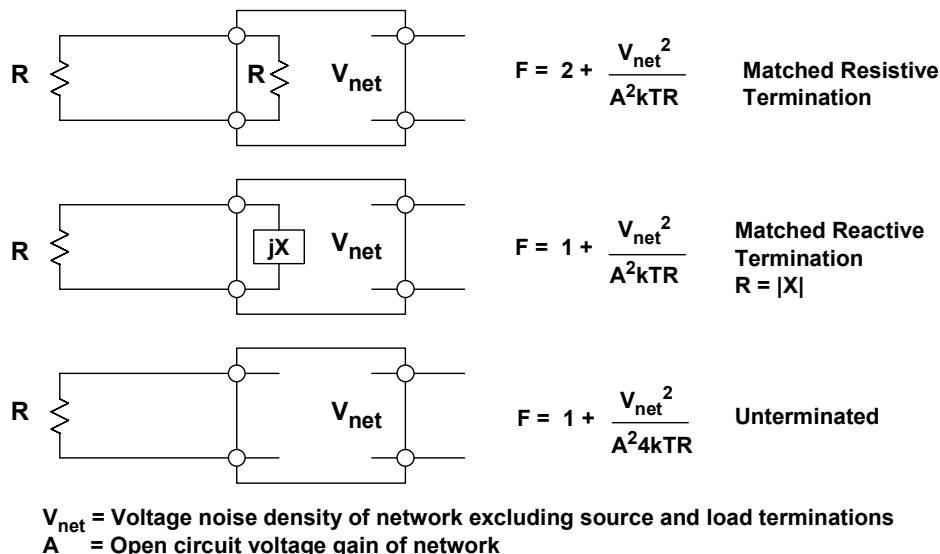 R
R
V_net
F = 2 + V_net^2 / A^2kTR
Matched Resistive
Termination
R
jX
V_net
F = 1 + V_net^2 / A^2kTR
Matched Reactive
Termination
R = |X|
R
V_net
F = 1 + V_net^2 / A^24kTR
Unterminated
V_net = Voltage noise density of network excluding source and load terminations
A = Open circuit voltage gain of network